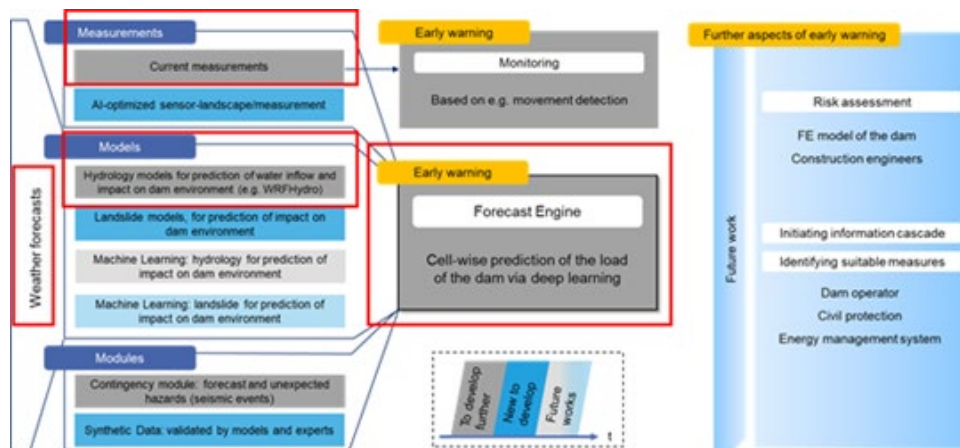 Weather forecasts
Measurements
Current measurements
AI-optimized sensor-landscape/measurement
Models
Hydrology models for prediction of water inflow and
impact on dam environment (e.g. WRFHydro)
Landslide models, for prediction of impact on
dam environment
Machine Learning: hydrology for prediction of
impact on dam environment
Machine Learning: landslide for prediction of
impact on dam environment
Modules
Contingency module: forecast and unexpected
hazards (seismic events)
Synthetic Data: validated by models and experts
Early warning
Monitoring
Based on e.g. movement detection
Early warning
Forecast Engine
Cell-wise prediction of the load
of the dam via deep learning
To develop
further
New to
develop
Future
works
t
Further aspects of early warning
Future work
Risk assessment
FE model of the dam
Construction engineers
Initiating information cascade
Identifying suitable measures
Dam operator
Civil protection
Energy management system